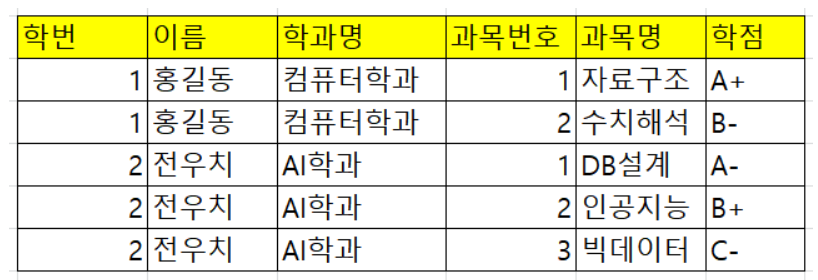 학번 이름 학과명 과목번호 과목명 학점
1 홍길동 컴퓨터학과 1 자료구조 A+
1 홍길동 컴퓨터학과 2 수치해석 B-
2 전우치 AI학과 1 DB설계 A-
2 전우치 AI학과 2 인공지능 B+
2 전우치 AI학과 3 빅데이터 C-